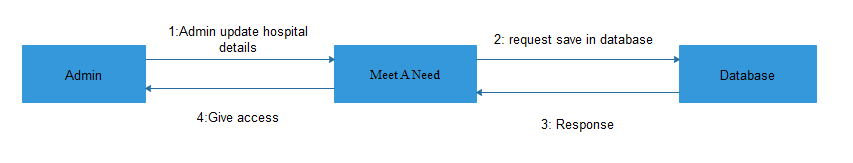 1:Admin update hospital
details
2: request save in database
Admin
Meet A Need
Database
4:Give access
3: Response